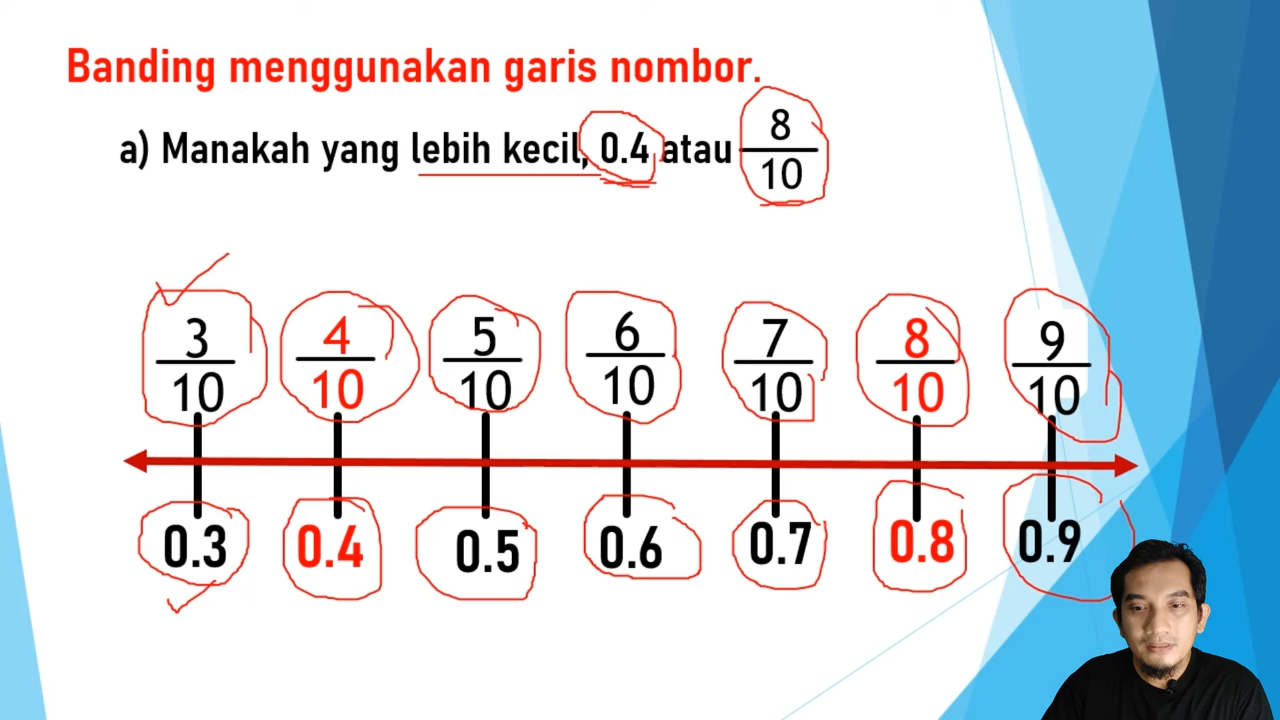 Banding menggunakan garis nombor.
a) Manakah yang lebih kecil, 0.4 atau 8/10
3/10 4/10 5/10 6/10 7/10 8/10 9/10
0.3 0.4 0.5 0.6 0.7 0.8 0.9